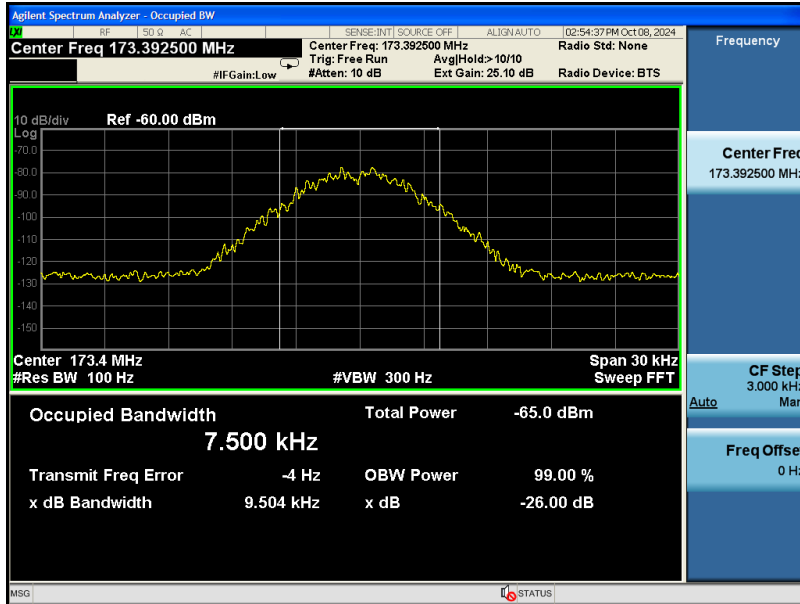 Agilent Spectrum Analyzer - Occupied BW
LXI RF 50 Ω AC SENSE:INT SOURCE OFF ALIGN AUTO 02:54:37 PM Oct 08, 2024
Center Freq 173.392500 MHz
Center Freq: 173.392500 MHz Radio Std: None
Trig: Free Run Avg|Hold:>10/10
#IFGain:Low #Atten: 10 dB Ext Gain: 25.10 dB Radio Device: BTS
10 dB/div Ref -60.00 dBm
Log
-70.0
-80.0
-90.0
-100
-110
-120
-130
-140
-150
Center 173.4 MHz Span 30 kHz
#Res BW 100 Hz #VBW 300 Hz Sweep FFT
Occupied Bandwidth Total Power -65.0 dBm
7.500 kHz
Transmit Freq Error -4 Hz OBW Power 99.00 %
x dB Bandwidth 9.504 kHz x dB -26.00 dB
MSG STATUS
Frequency
Center Freq
173.392500 MHz
CF Step
3.000 kHz
Auto Man
Freq Offset
0 Hz